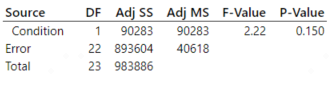 Source DF Adj SS Adj MS F-Value P-Value
Condition 1 90283 90283 2.22 0.150
Error 22 893604 40618
Total 23 983886